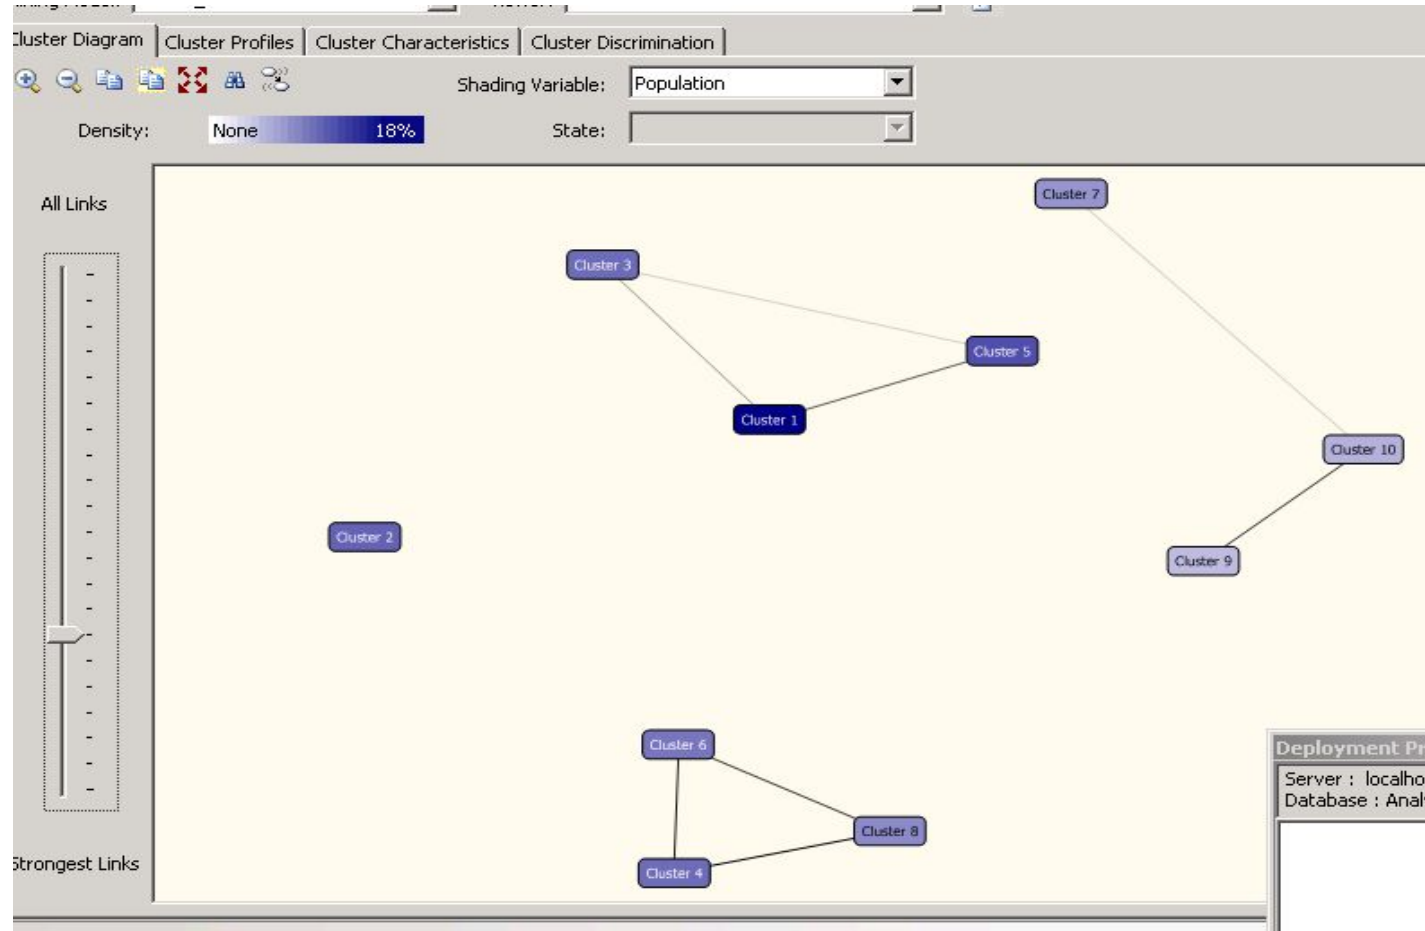 Cluster Diagram Cluster Profiles Cluster Characteristics Cluster Discrimination
Shading Variable: Population
Density: None 18% State:
All Links
Cluster 7
Cluster 3
Cluster 5
Cluster 1
Cluster 10
Cluster 2
Cluster 9
Cluster 6
Cluster 8
Cluster 4
Strongest Links
Deployment Pr
Server : localho
Database : Anal